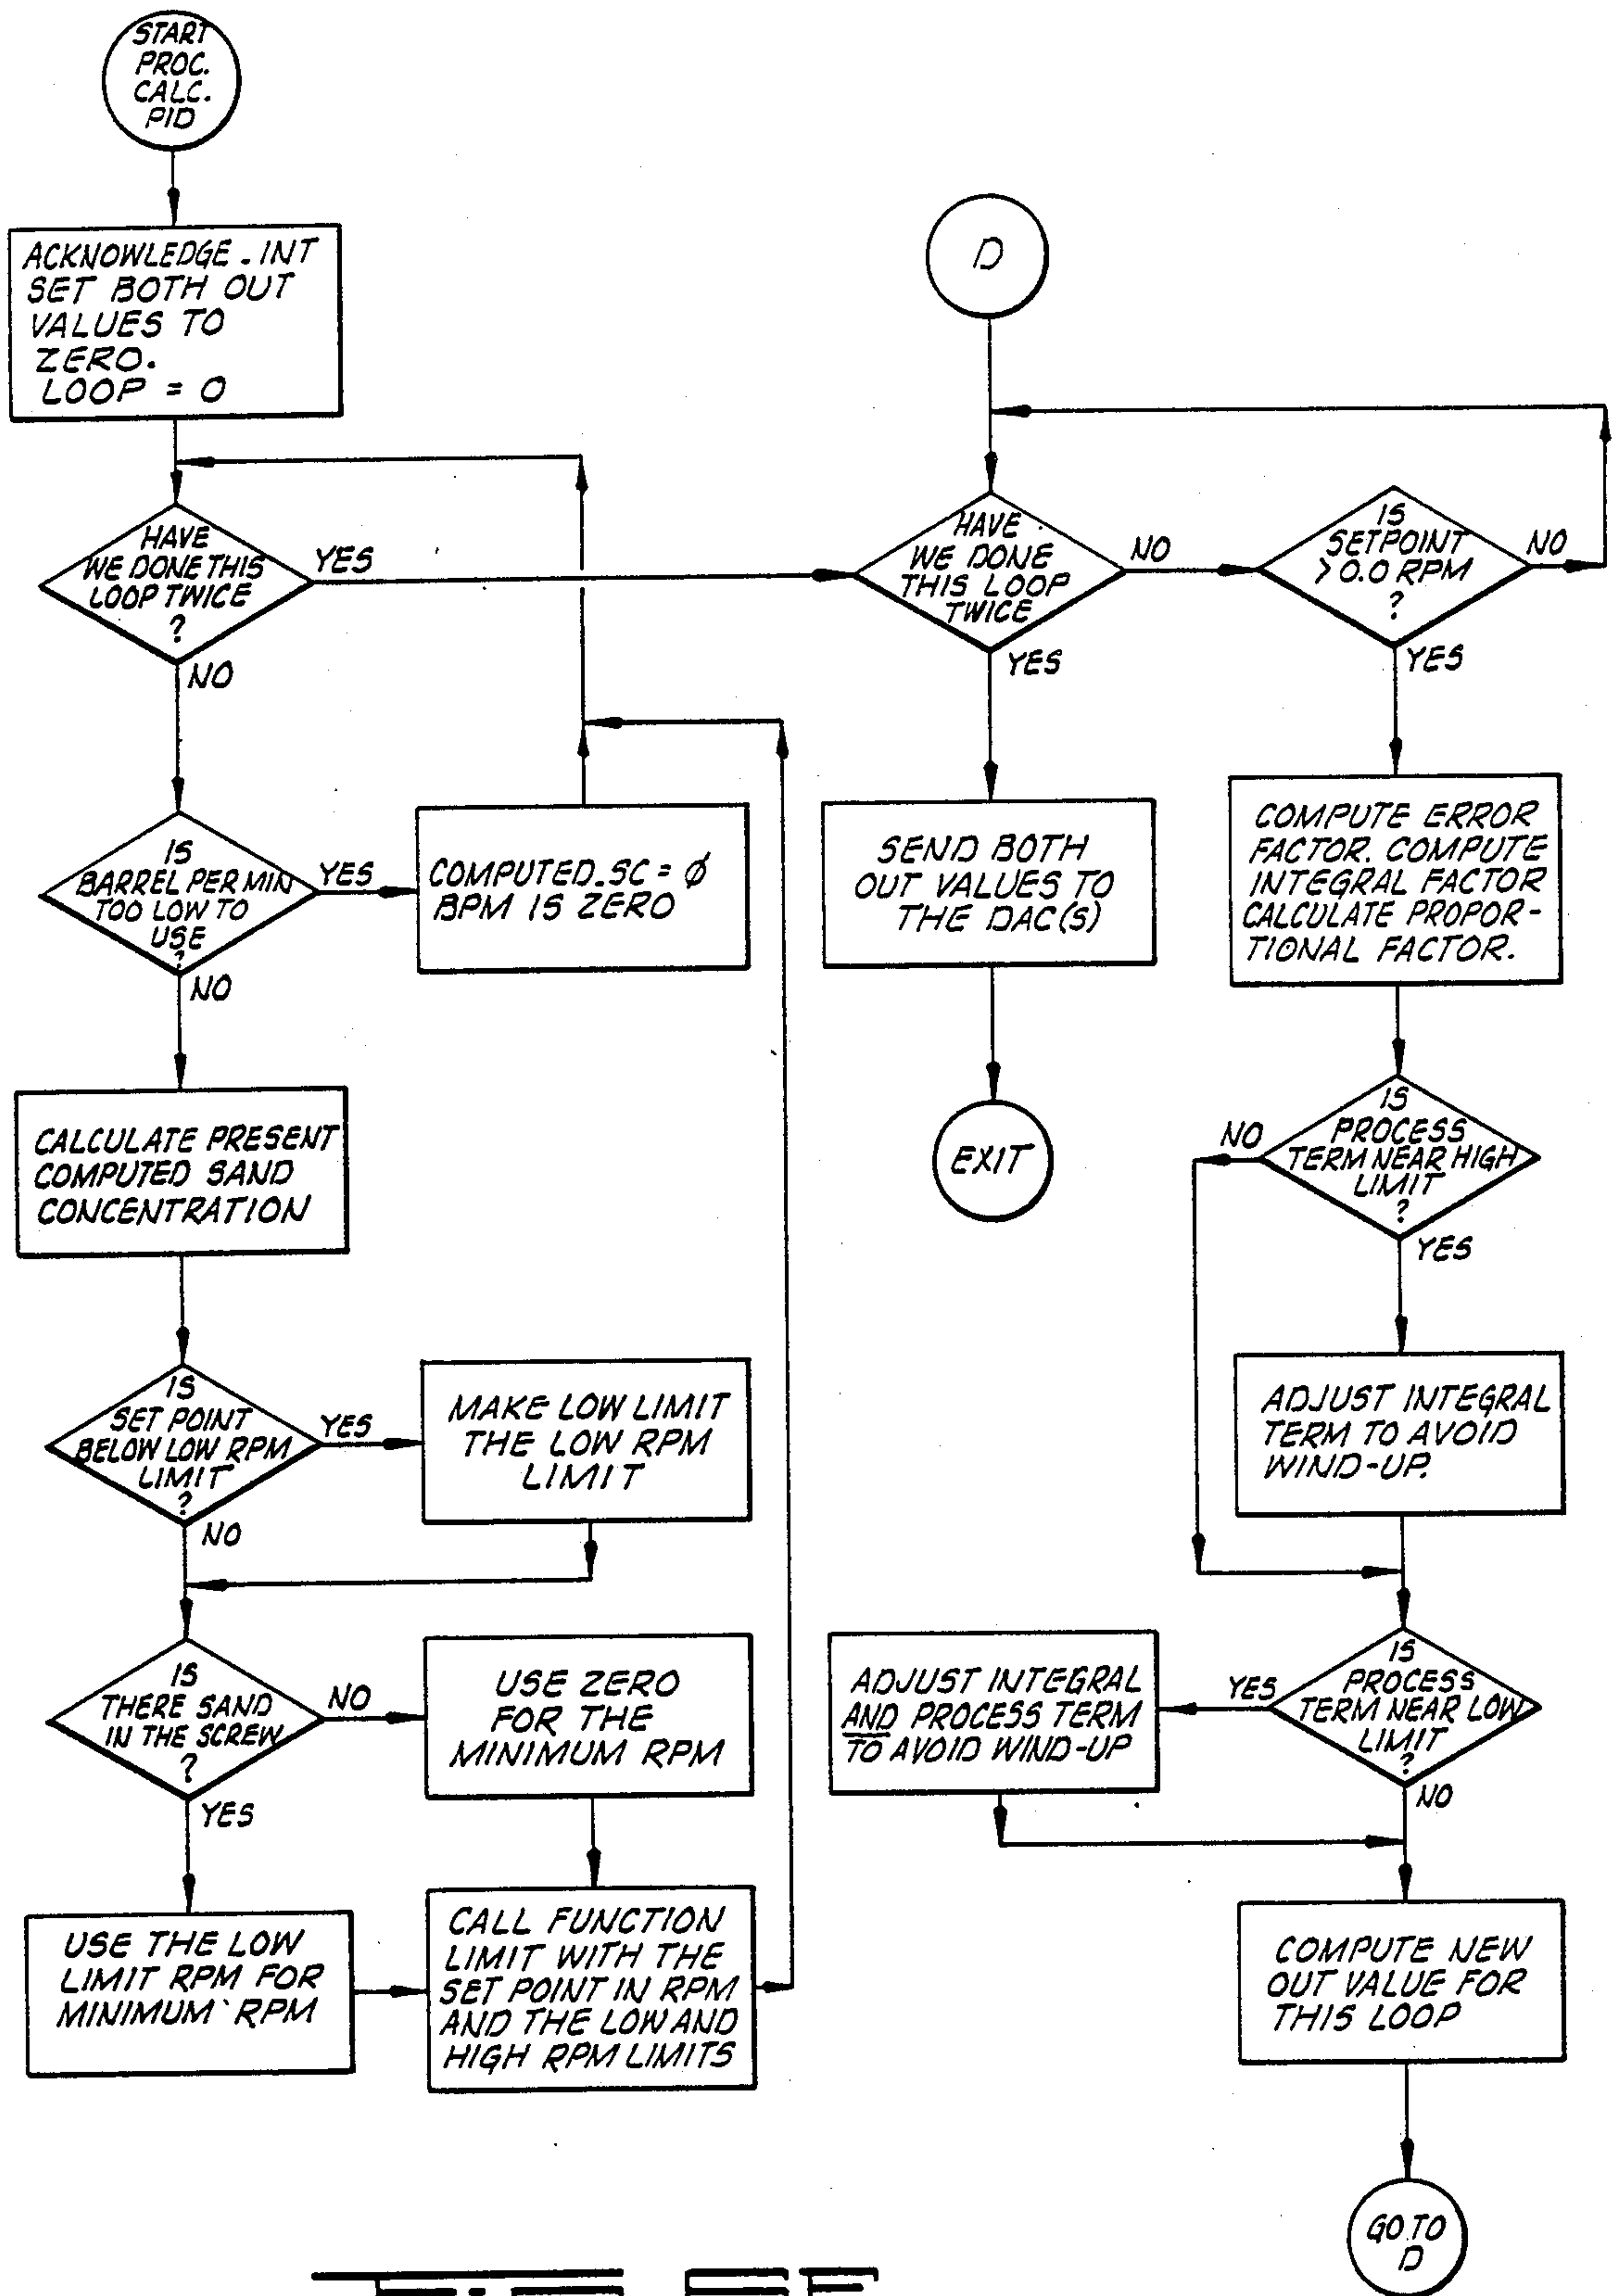 START
PROC.
CALC.
PID
ACKNOWLEDGE_INT
SET BOTH OUT
VALUES TO
ZERO.
LOOP = 0
HAVE
WE DONE THIS
LOOP TWICE
?
YES
NO
IS
BARREL PER MIN
TOO LOW TO
USE
?
YES
NO
COMPUTED_SC = ϕ
BPM IS ZERO
CALCULATE PRESENT
COMPUTED SAND
CONCENTRATION
IS
SET POINT
BELOW LOW RPM
LIMIT
?
YES
NO
MAKE LOW LIMIT
THE LOW RPM
LIMIT
IS
THERE SAND
IN THE SCREW
?
NO
YES
USE ZERO
FOR THE
MINIMUM RPM
USE THE LOW
LIMIT RPM FOR
MINIMUM RPM
CALL FUNCTION
LIMIT WITH THE
SET POINT IN RPM
AND THE LOW AND
HIGH RPM LIMITS
D
HAVE
WE DONE
THIS LOOP
TWICE
NO
YES
IS
SETPOINT
> 0.0 RPM
?
NO
YES
SEND BOTH
OUT VALUES TO
THE DAC(S)
EXIT
COMPUTE ERROR
FACTOR. COMPUTE
INTEGRAL FACTOR
CALCULATE PROPOR-
TIONAL FACTOR.
IS
PROCESS
TERM NEAR HIGH
LIMIT
?
NO
YES
ADJUST INTEGRAL
TERM TO AVOID
WIND-UP.
IS
PROCESS
TERM NEAR LOW
LIMIT
?
YES
NO
ADJUST INTEGRAL
AND PROCESS TERM
TO AVOID WIND-UP
COMPUTE NEW
OUT VALUE FOR
THIS LOOP
GO TO
D